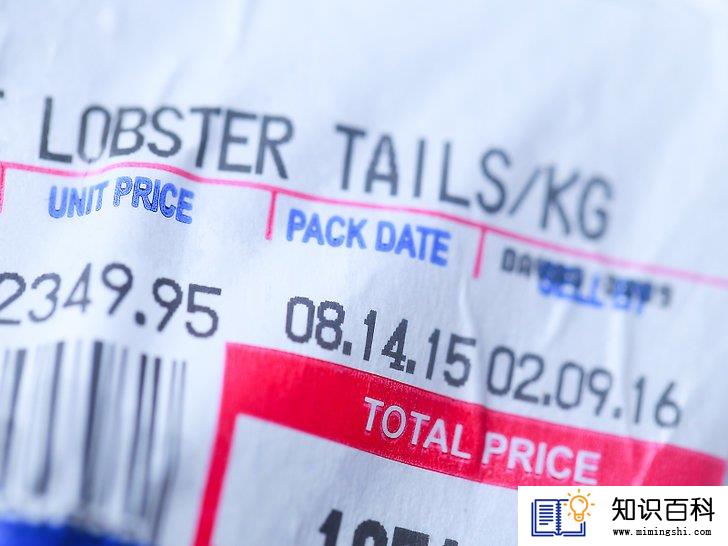 LOBSTER TAILS/KG
UNIT PRICE PACK DATE SELL BY
2349.95 08.14.15 02.09.16
TOTAL PRICE
知识百科
www.mimingshi.com